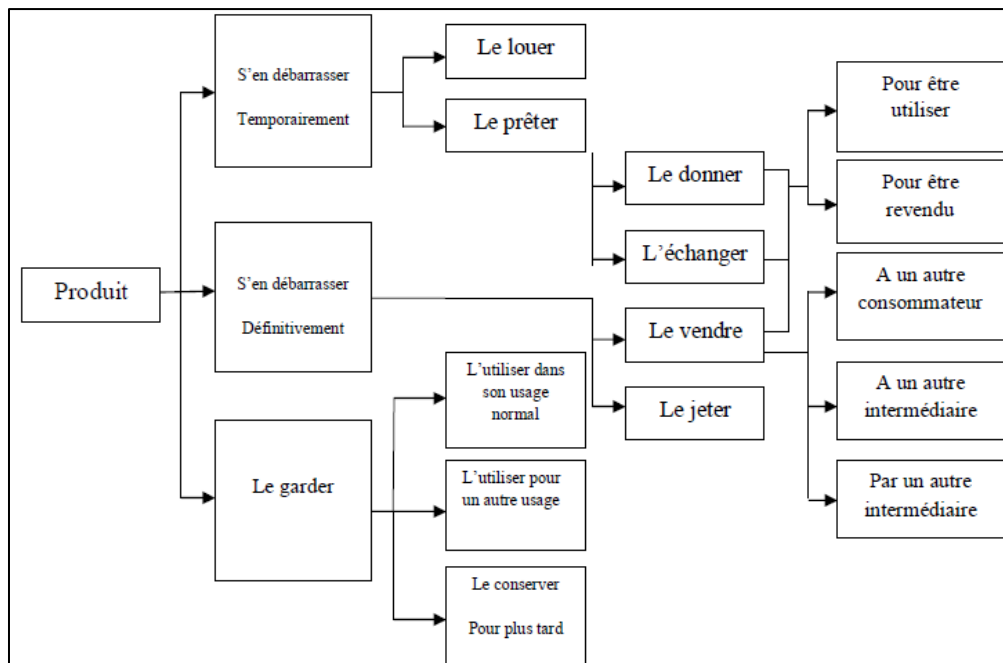 Produit
S’en débarrasser
Temporairement
S’en débarrasser
Définitivement
Le garder
Le louer
Le prêter
L’utiliser dans
son usage
normal
L’utiliser pour
un autre usage
Le conserver
Pour plus tard
Le donner
L’échanger
Le vendre
Le jeter
Pour être
utiliser
Pour être
revendu
A un autre
consommateur
A un autre
intermédiaire
Par un autre
intermédiaire